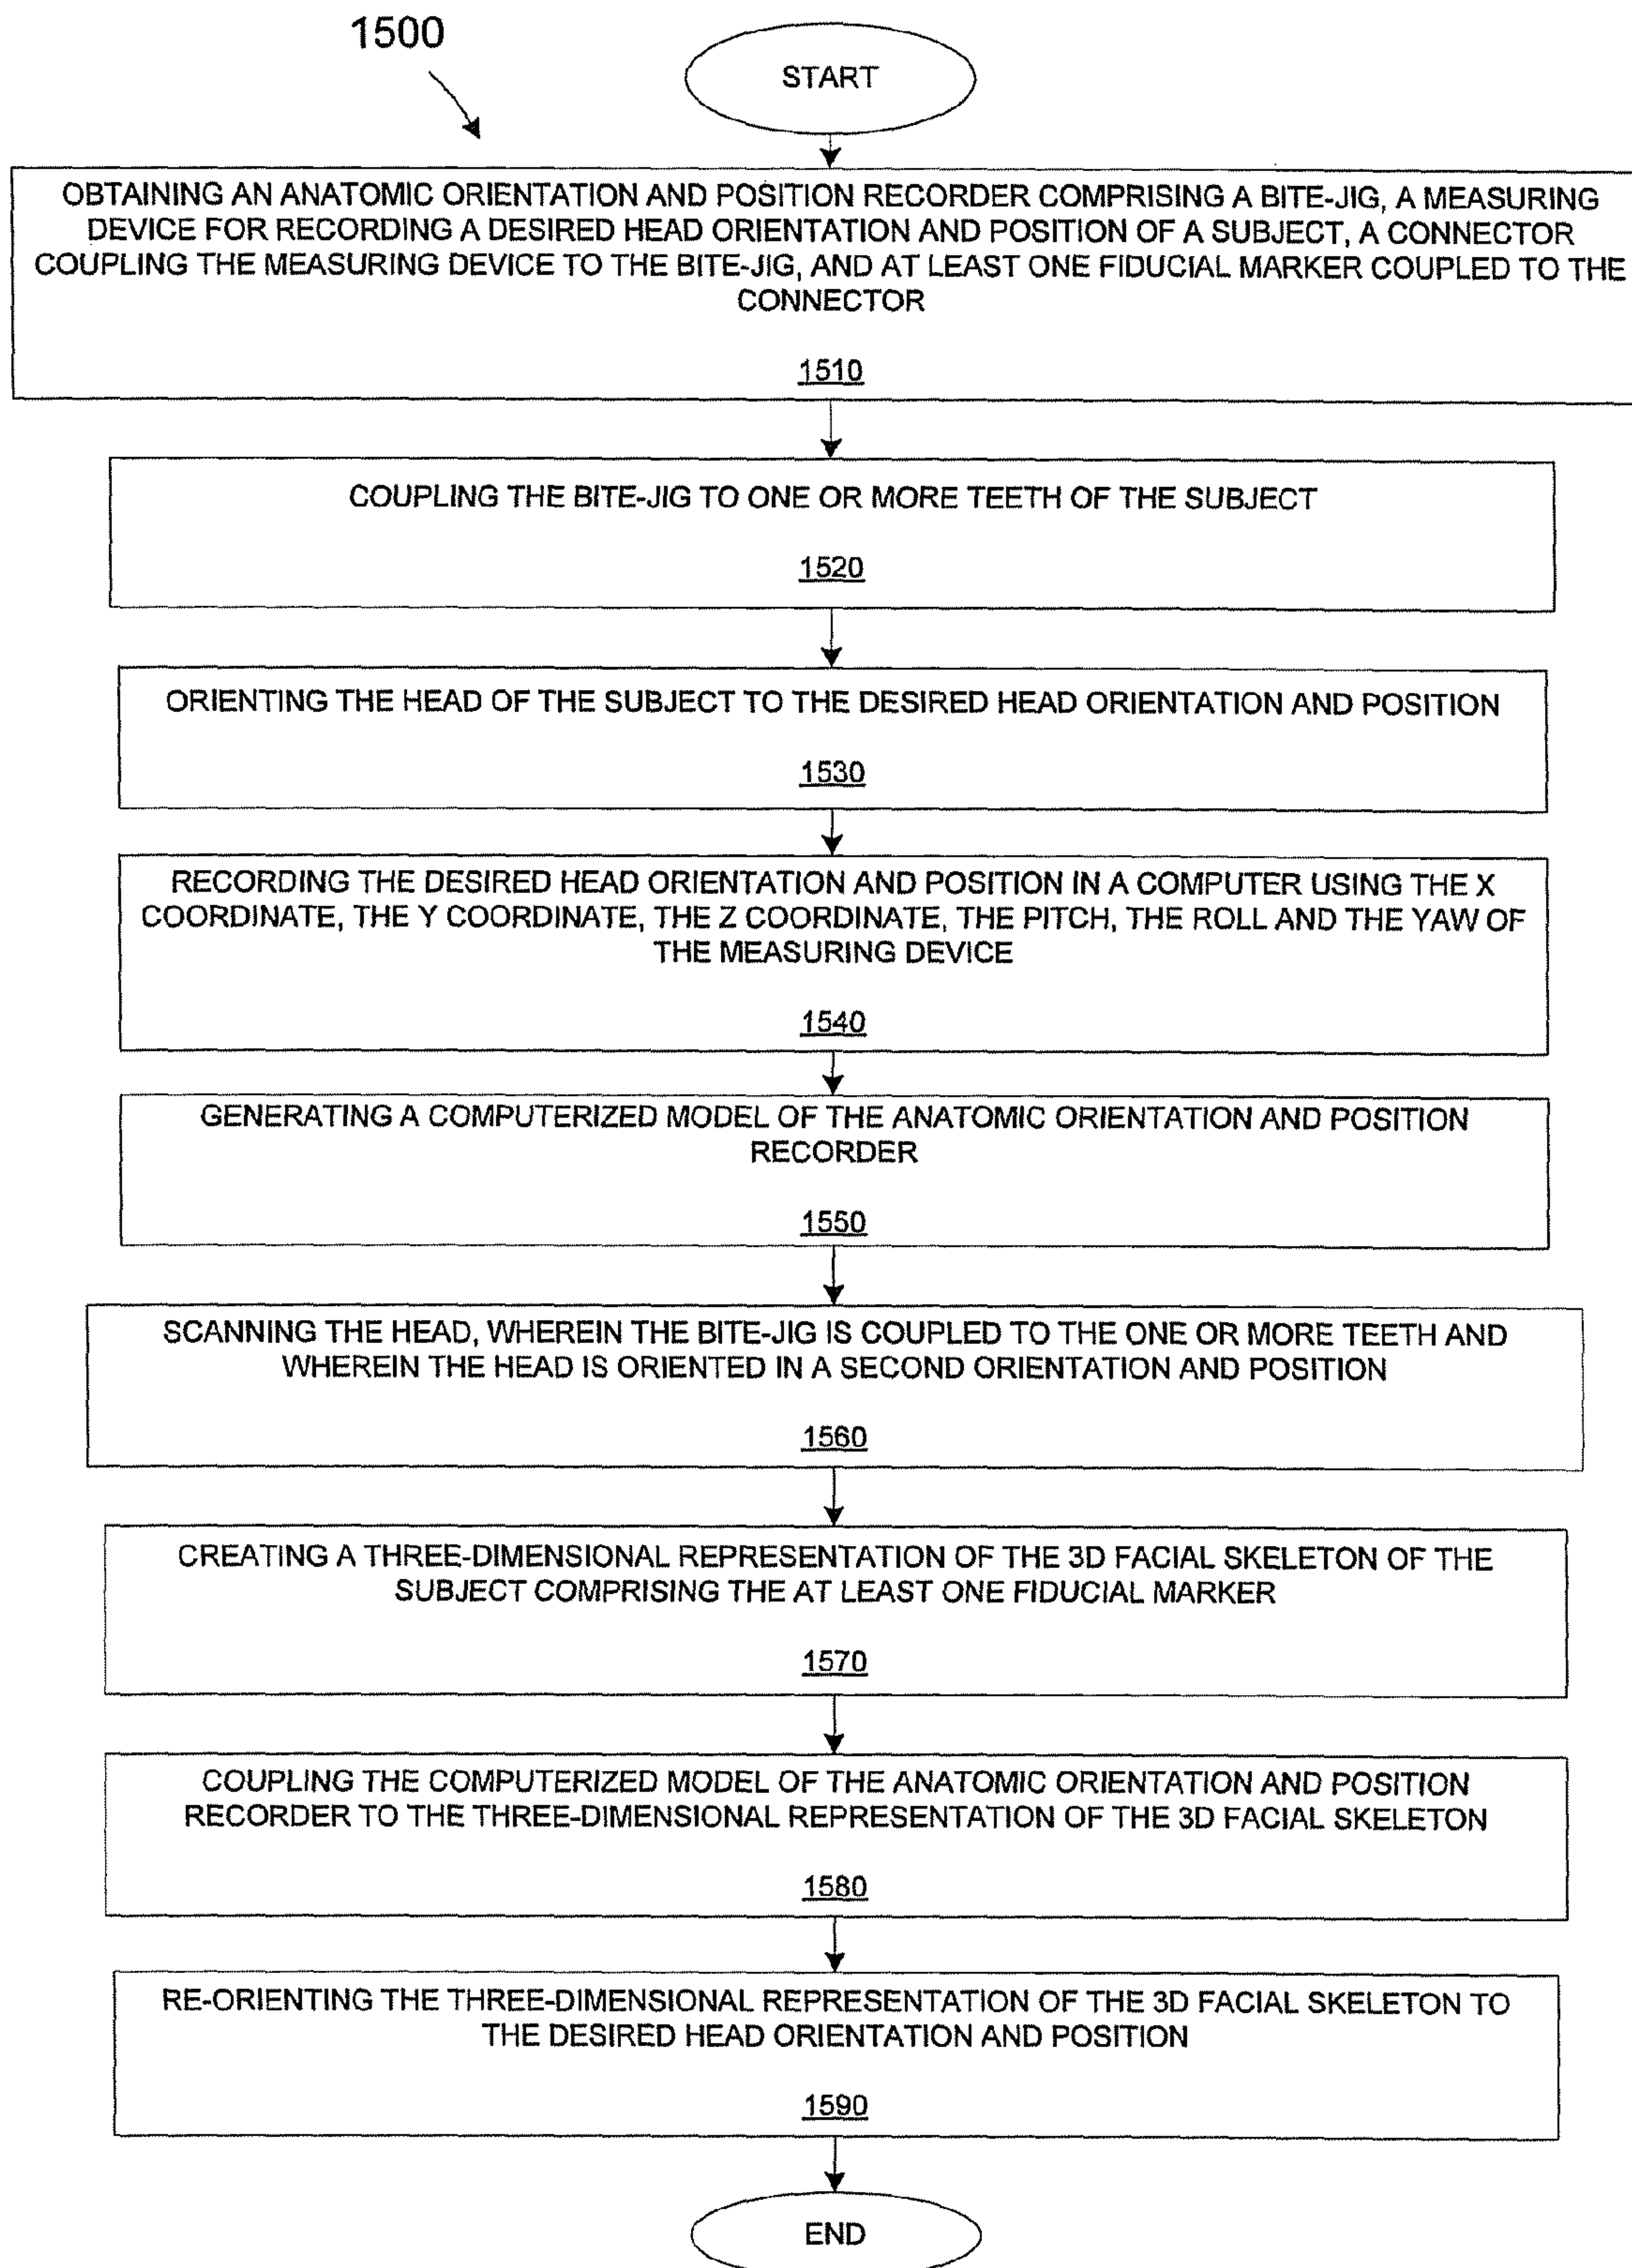 1500
START
OBTAINING AN ANATOMIC ORIENTATION AND POSITION RECORDER COMPRISING A BITE-JIG, A MEASURING
DEVICE FOR RECORDING A DESIRED HEAD ORIENTATION AND POSITION OF A SUBJECT, A CONNECTOR
COUPLING THE MEASURING DEVICE TO THE BITE-JIG, AND AT LEAST ONE FIDUCIAL MARKER COUPLED TO THE
CONNECTOR
1510
COUPLING THE BITE-JIG TO ONE OR MORE TEETH OF THE SUBJECT
1520
ORIENTING THE HEAD OF THE SUBJECT TO THE DESIRED HEAD ORIENTATION AND POSITION
1530
RECORDING THE DESIRED HEAD ORIENTATION AND POSITION IN A COMPUTER USING THE X
COORDINATE, THE Y COORDINATE, THE Z COORDINATE, THE PITCH, THE ROLL AND THE YAW OF
THE MEASURING DEVICE
1540
GENERATING A COMPUTERIZED MODEL OF THE ANATOMIC ORIENTATION AND POSITION
RECORDER
1550
SCANNING THE HEAD, WHEREIN THE BITE-JIG IS COUPLED TO THE ONE OR MORE TEETH AND
WHEREIN THE HEAD IS ORIENTED IN A SECOND ORIENTATION AND POSITION
1560
CREATING A THREE-DIMENSIONAL REPRESENTATION OF THE 3D FACIAL SKELETON OF THE
SUBJECT COMPRISING THE AT LEAST ONE FIDUCIAL MARKER
1570
COUPLING THE COMPUTERIZED MODEL OF THE ANATOMIC ORIENTATION AND POSITION
RECORDER TO THE THREE-DIMENSIONAL REPRESENTATION OF THE 3D FACIAL SKELETON
1580
RE-ORIENTING THE THREE-DIMENSIONAL REPRESENTATION OF THE 3D FACIAL SKELETON TO
THE DESIRED HEAD ORIENTATION AND POSITION
1590
END